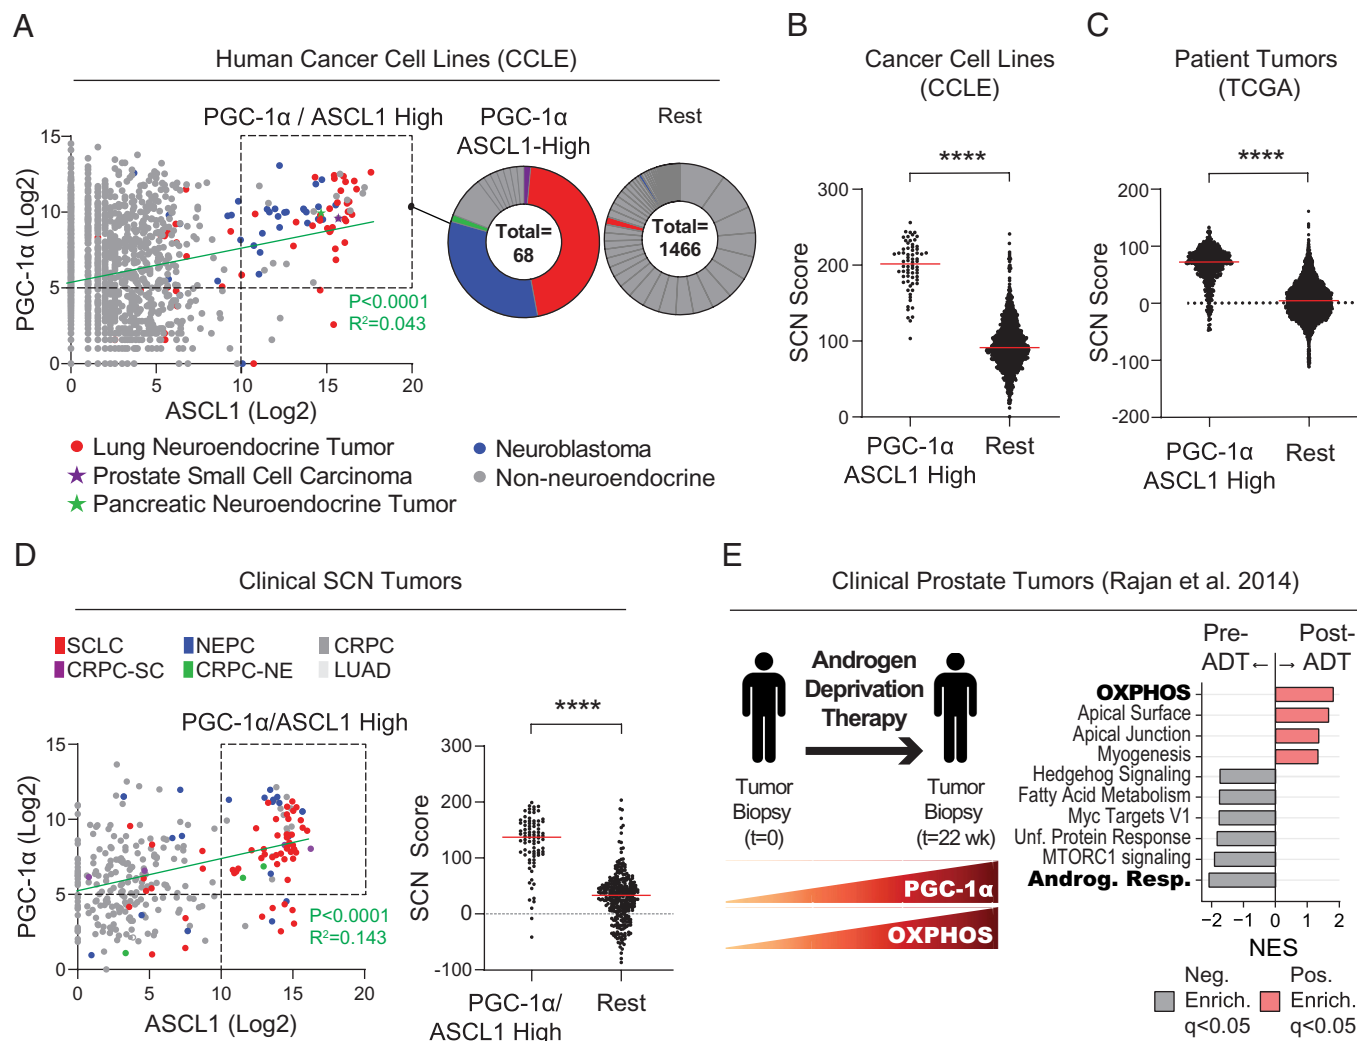 A
Human Cancer Cell Lines (CCLE)
PGC-1α / ASCL1 High
PGC-1α
ASCL1-High
Rest
15
10
5
0
PGC-1α (Log2)
0
5
10
15
20
ASCL1 (Log2)
P<0.0001
R²=0.043
Total=
68
Total=
1466
Lung Neuroendocrine Tumor
Prostate Small Cell Carcinoma
Pancreatic Neuroendocrine Tumor
Neuroblastoma
Non-neuroendocrine
B
Cancer Cell Lines
(CCLE)
****
SCN Score
300
200
100
0
PGC-1α
ASCL1 High
Rest
C
Patient Tumors
(TCGA)
****
SCN Score
200
100
0
-100
-200
PGC-1α
ASCL1 High
Rest
D
Clinical SCN Tumors
SCLC
NEPC
CRPC
CRPC-SC
CRPC-NE
LUAD
PGC-1α/ASCL1 High
PGC-1α (Log2)
15
10
5
0
0
5
10
15
20
ASCL1 (Log2)
P<0.0001
R²=0.143
****
SCN Score
300
200
100
0
-100
PGC-1α/
ASCL1 High
Rest
E
Clinical Prostate Tumors (Rajan et al. 2014)
Androgen
Deprivation
Therapy
Tumor
Biopsy
(t=0)
Tumor
Biopsy
(t=22 wk)
PGC-1α
OXPHOS
Pre-
ADT ←
Post-
→ ADT
OXPHOS
Apical Surface
Apical Junction
Myogenesis
Hedgehog Signaling
Fatty Acid Metabolism
Myc Targets V1
Unf. Protein Response
MTORC1 signaling
Androg. Resp.
−2
−1
0
1
2
NES
Neg.
Enrich.
q<0.05
Pos.
Enrich.
q<0.05